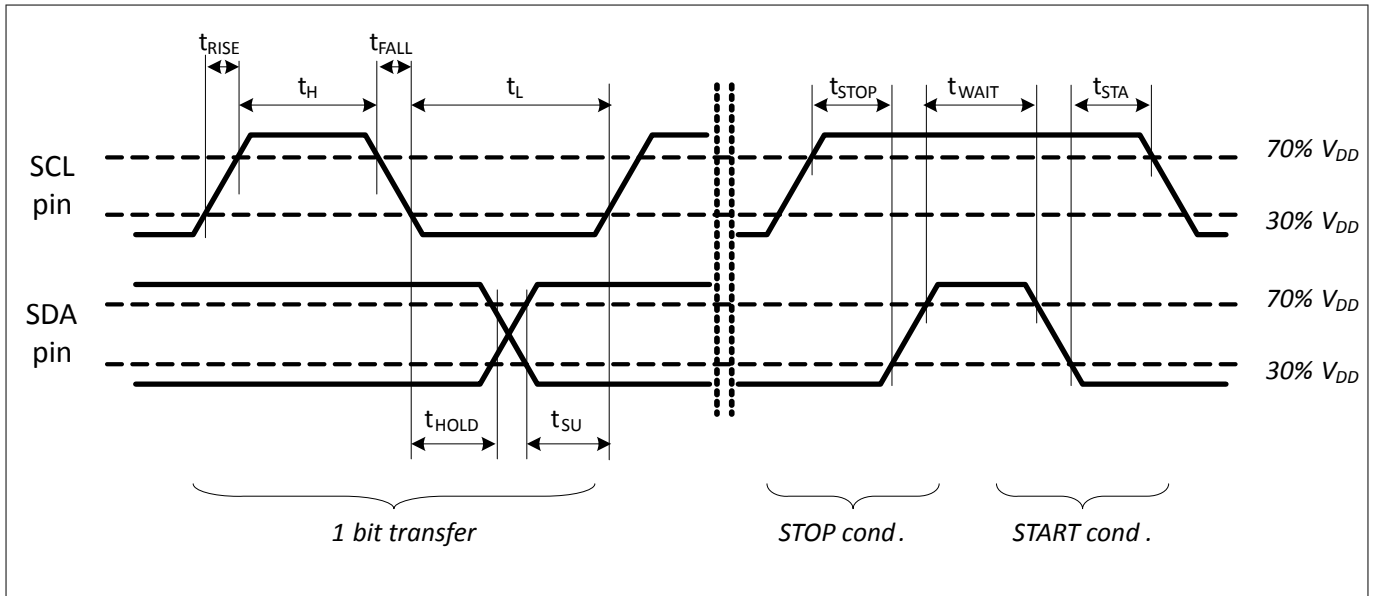 tRISE
tFALL
tH
tL
tSTOP
tWAIT
tSTA
SCL
pin
70% VDD
30% VDD
SDA
pin
70% VDD
30% VDD
tHOLD
tSU
1 bit transfer
STOP cond .
START cond .